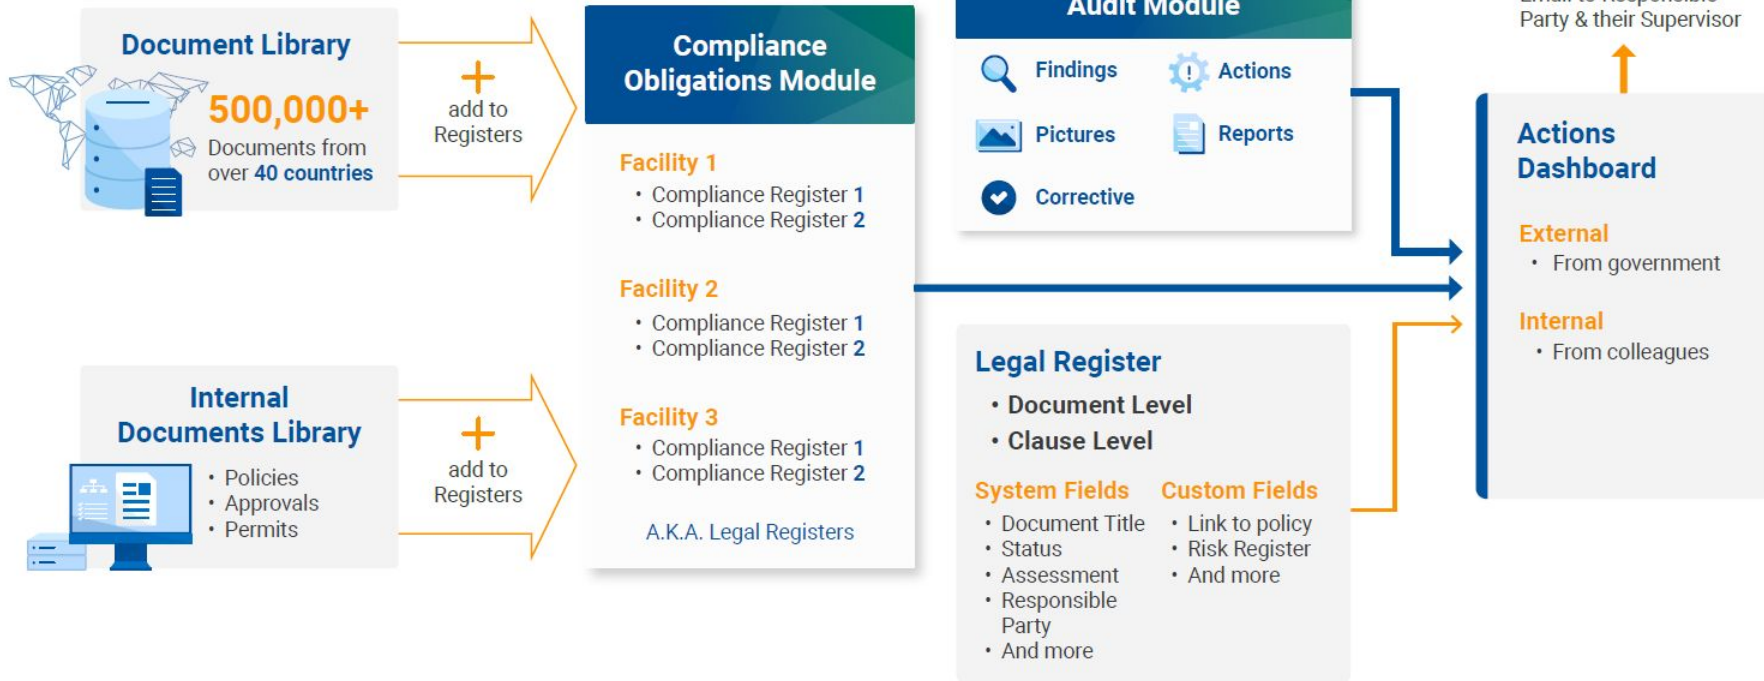 Document Library
500,000+
Documents from
over 40 countries
+
add to
Registers
Internal
Documents Library
• Policies
• Approvals
• Permits
+
add to
Registers
Compliance
Obligations Module
Facility 1
• Compliance Register 1
• Compliance Register 2
Facility 2
• Compliance Register 1
• Compliance Register 2
Facility 3
• Compliance Register 1
• Compliance Register 2
A.K.A. Legal Registers
Audit Module
Findings
Actions
Pictures
Reports
Corrective
Legal Register
• Document Level
• Clause Level
System Fields
• Document Title
• Status
• Assessment
• Responsible
Party
• And more
Custom Fields
• Link to policy
• Risk Register
• And more
Email to Responsible
Party & their Supervisor
Actions
Dashboard
External
• From government
Internal
• From colleagues